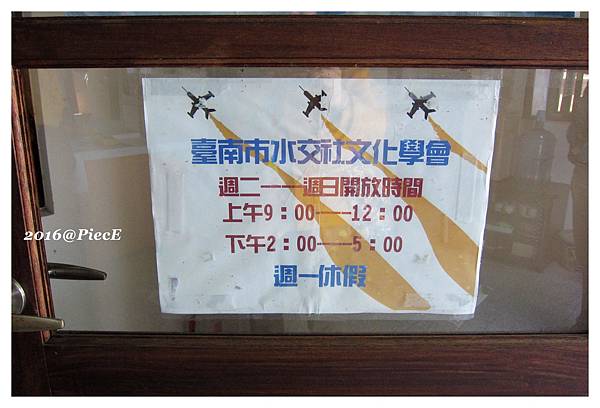 臺南市水交社文化學會
週二──週日開放時間
上午9：00──12：00
下午2：00──5：00
週一休假
2016@PiecE